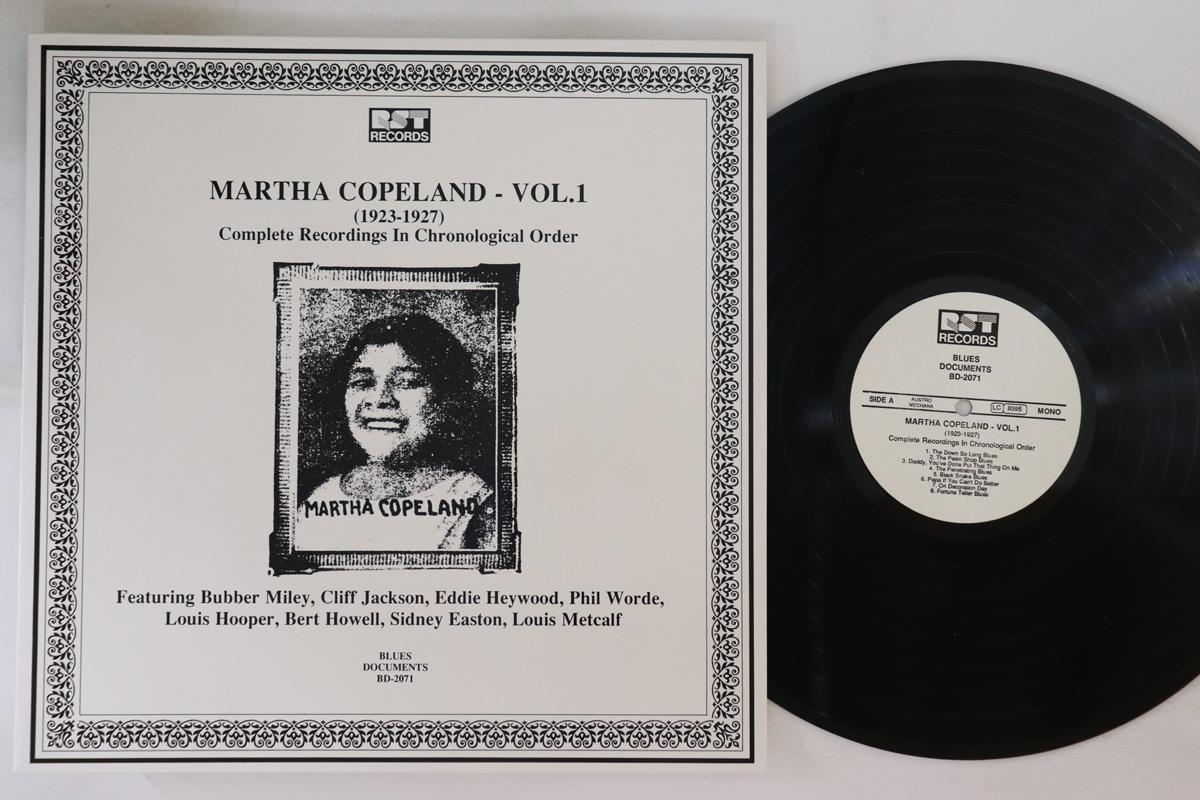 RST
RECORDS
MARTHA COPELAND - VOL.1
(1923-1927)
Complete Recordings In Chronological Order
MARTHA COPELAND
Featuring Bubber Miley, Cliff Jackson, Eddie Heywood, Phil Worde,
Louis Hooper, Bert Howell, Sidney Easton, Louis Metcalf
BLUES
DOCUMENTS
BD-2071
RST
RECORDS
BLUES
DOCUMENTS
BD-2071
SIDE A
AUSTRO
MECHANA
LC 8395
MONO
MARTHA COPELAND - VOL.1
(1923-1927)
Complete Recordings In Chronological Order
1. The Down So Long Blues
2. The Pawn Shop Blues
3. Daddy, You've Done Put That Thing On Me
4. The Penetrating Blues
5. Black Snake Blues
6. Papa If You Can't Do Better
7. On Decoration Day
8. Fortune Teller Blues